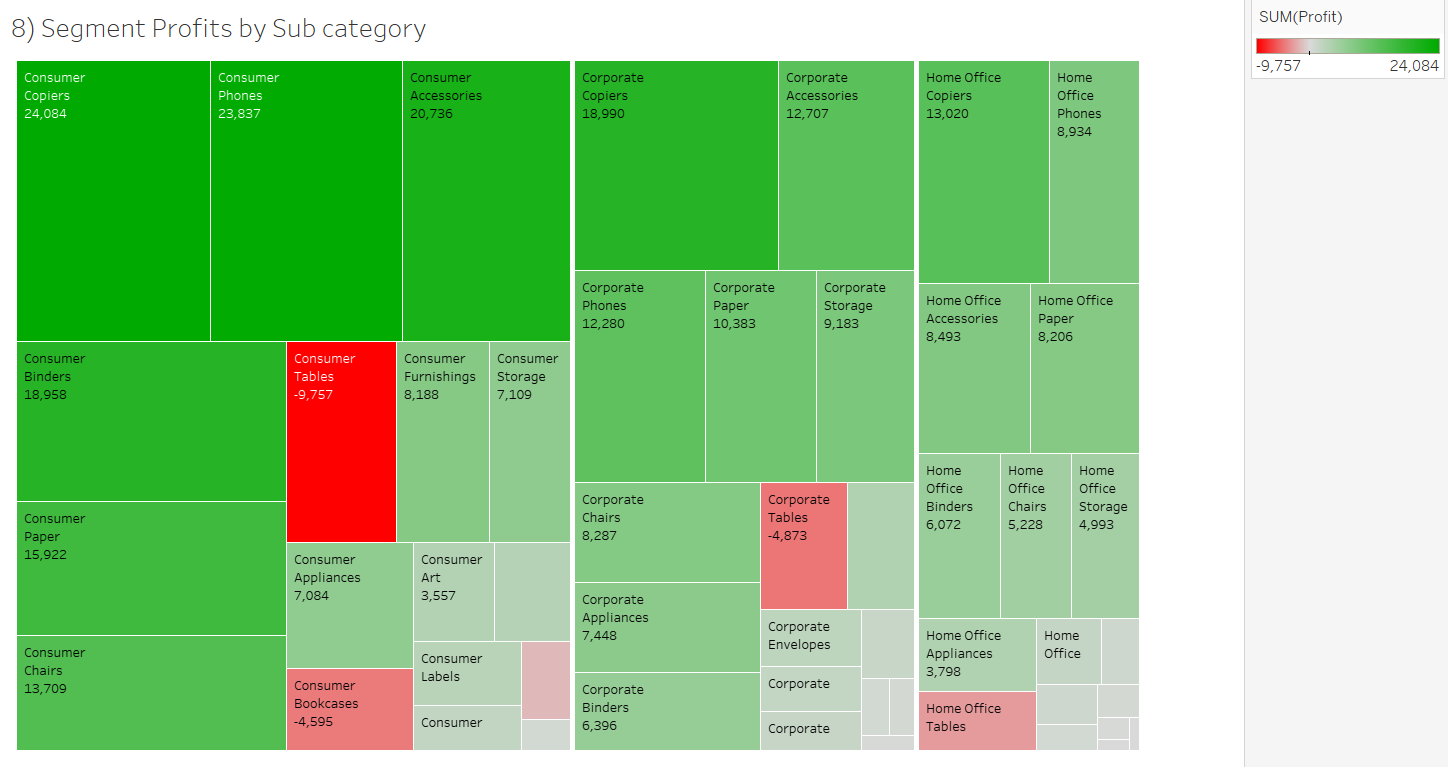 8) Segment Profits by Sub category
SUM(Profit)
-9,757
24,084
Consumer
Copiers
24,084
Consumer
Phones
23,837
Consumer
Accessories
20,736
Consumer
Binders
18,958
Consumer
Paper
15,922
Consumer
Chairs
13,709
Consumer
Tables
-9,757
Consumer
Furnishings
8,188
Consumer
Storage
7,109
Consumer
Appliances
7,084
Consumer
Bookcases
-4,595
Consumer
Art
3,557
Consumer
Labels
Consumer
Corporate
Copiers
18,990
Corporate
Accessories
12,707
Corporate
Phones
12,280
Corporate
Paper
10,383
Corporate
Storage
9,183
Corporate
Chairs
8,287
Corporate
Appliances
7,448
Corporate
Binders
6,396
Corporate
Tables
-4,873
Corporate
Envelopes
Corporate
Corporate
Home Office
Copiers
13,020
Home
Office
Phones
8,934
Home Office
Accessories
8,493
Home Office
Paper
8,206
Home
Office
Binders
6,072
Home
Office
Chairs
5,228
Home
Office
Storage
4,993
Home Office
Appliances
3,798
Home Office
Tables
Home
Office